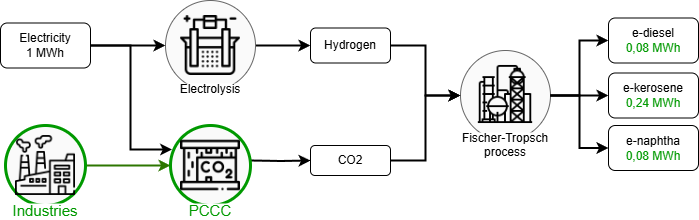 Electricity
1 MWh
Electrolysis
Hydrogen
Industries
CO2
PCCC
CO2
Fischer-Tropsch
process
e-diesel
0,08 MWh
e-kerosene
0,24 MWh
e-naphtha
0,08 MWh